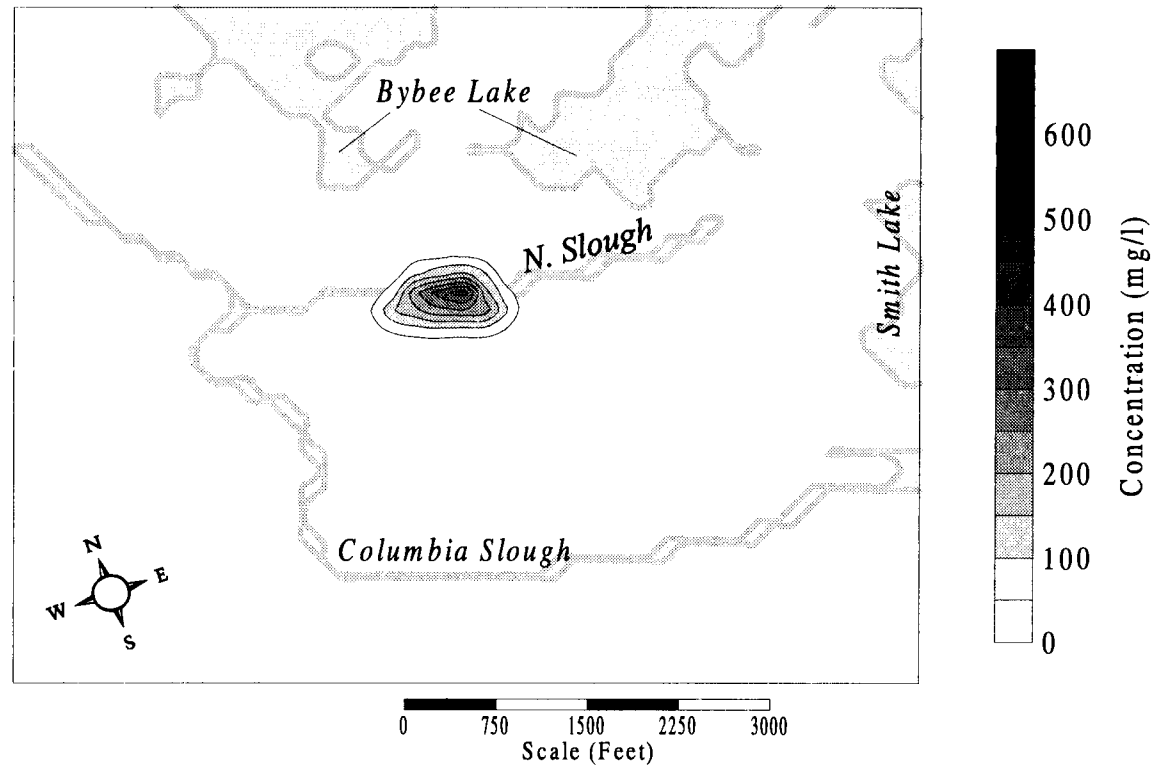 Bybee Lake
N. Slough
Smith Lake
Columbia Slough
N
E
W
S
600
500
400
300
200
100
0
Concentration (mg/l)
0 750 1500 2250 3000
Scale (Feet)